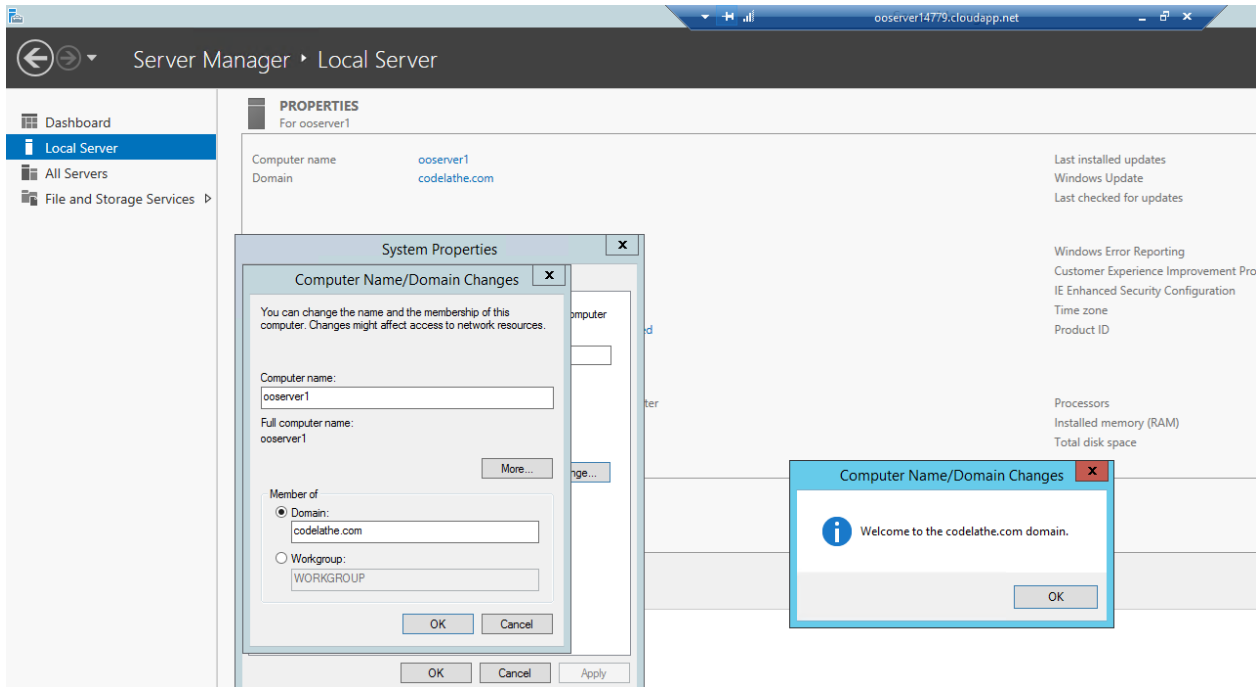 ooserver14779.cloudapp.net
Server Manager ‣ Local Server
Dashboard
Local Server
All Servers
File and Storage Services
PROPERTIES
For ooserver1
Computer name ooserver1
Domain codelathe.com
Last installed updates
Windows Update
Last checked for updates
Windows Error Reporting
Customer Experience Improvement Pro
IE Enhanced Security Configuration
Time zone
Product ID
Processors
Installed memory (RAM)
Total disk space
System Properties
omputer
d
ter
nge...
OK Cancel Apply
Computer Name/Domain Changes
You can change the name and the membership of this
computer. Changes might affect access to network resources.
Computer name:
ooserver1
Full computer name:
ooserver1
More...
Member of
Domain:
codelathe.com
Workgroup:
WORKGROUP
OK Cancel
Computer Name/Domain Changes
Welcome to the codelathe.com domain.
OK